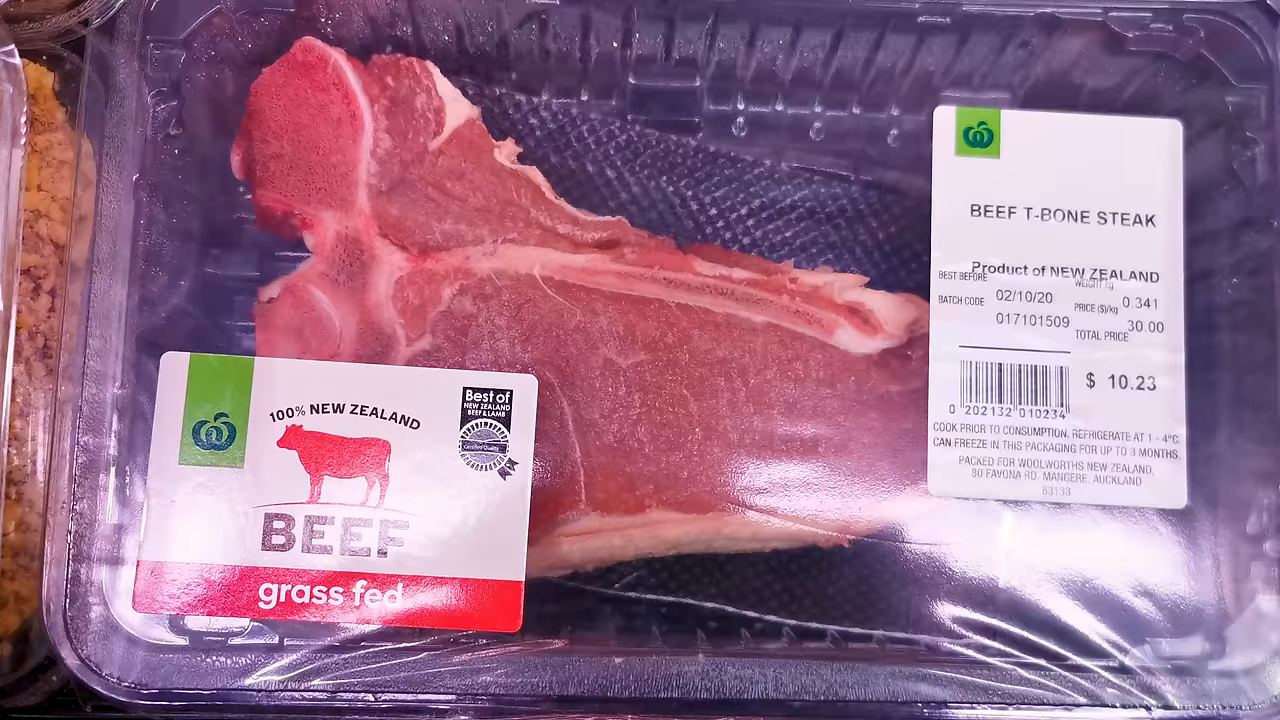 100% NEW ZEALAND
BEEF
grass fed
Best of
NEW ZEALAND
BEEF & LAMB
Certified Quality
BEEF T-BONE STEAK
Product of NEW ZEALAND
BEST BEFORE
02/10/20
WEIGHT kg
0.341
BATCH CODE
017101509
PRICE ($)/kg
30.00
TOTAL PRICE
$ 10.23
0 202132 010234
COOK PRIOR TO CONSUMPTION. REFRIGERATE AT 1 - 4°C.
CAN FREEZE IN THIS PACKAGING FOR UP TO 3 MONTHS.
PACKED FOR WOOLWORTHS NEW ZEALAND,
80 FAVONA RD, MANGERE, AUCKLAND
83133